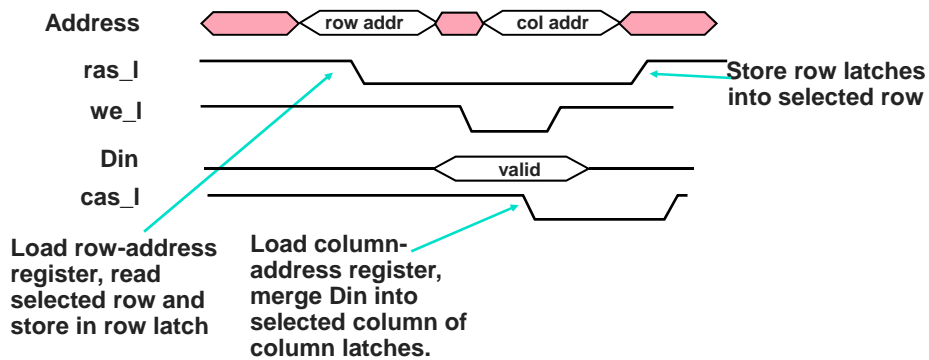 Address
row addr
col addr
ras_l
Store row latches
into selected row
we_l
Din
valid
cas_l
Load row-address
register, read
selected row and
store in row latch
Load column-
address register,
merge Din into
selected column of
column latches.